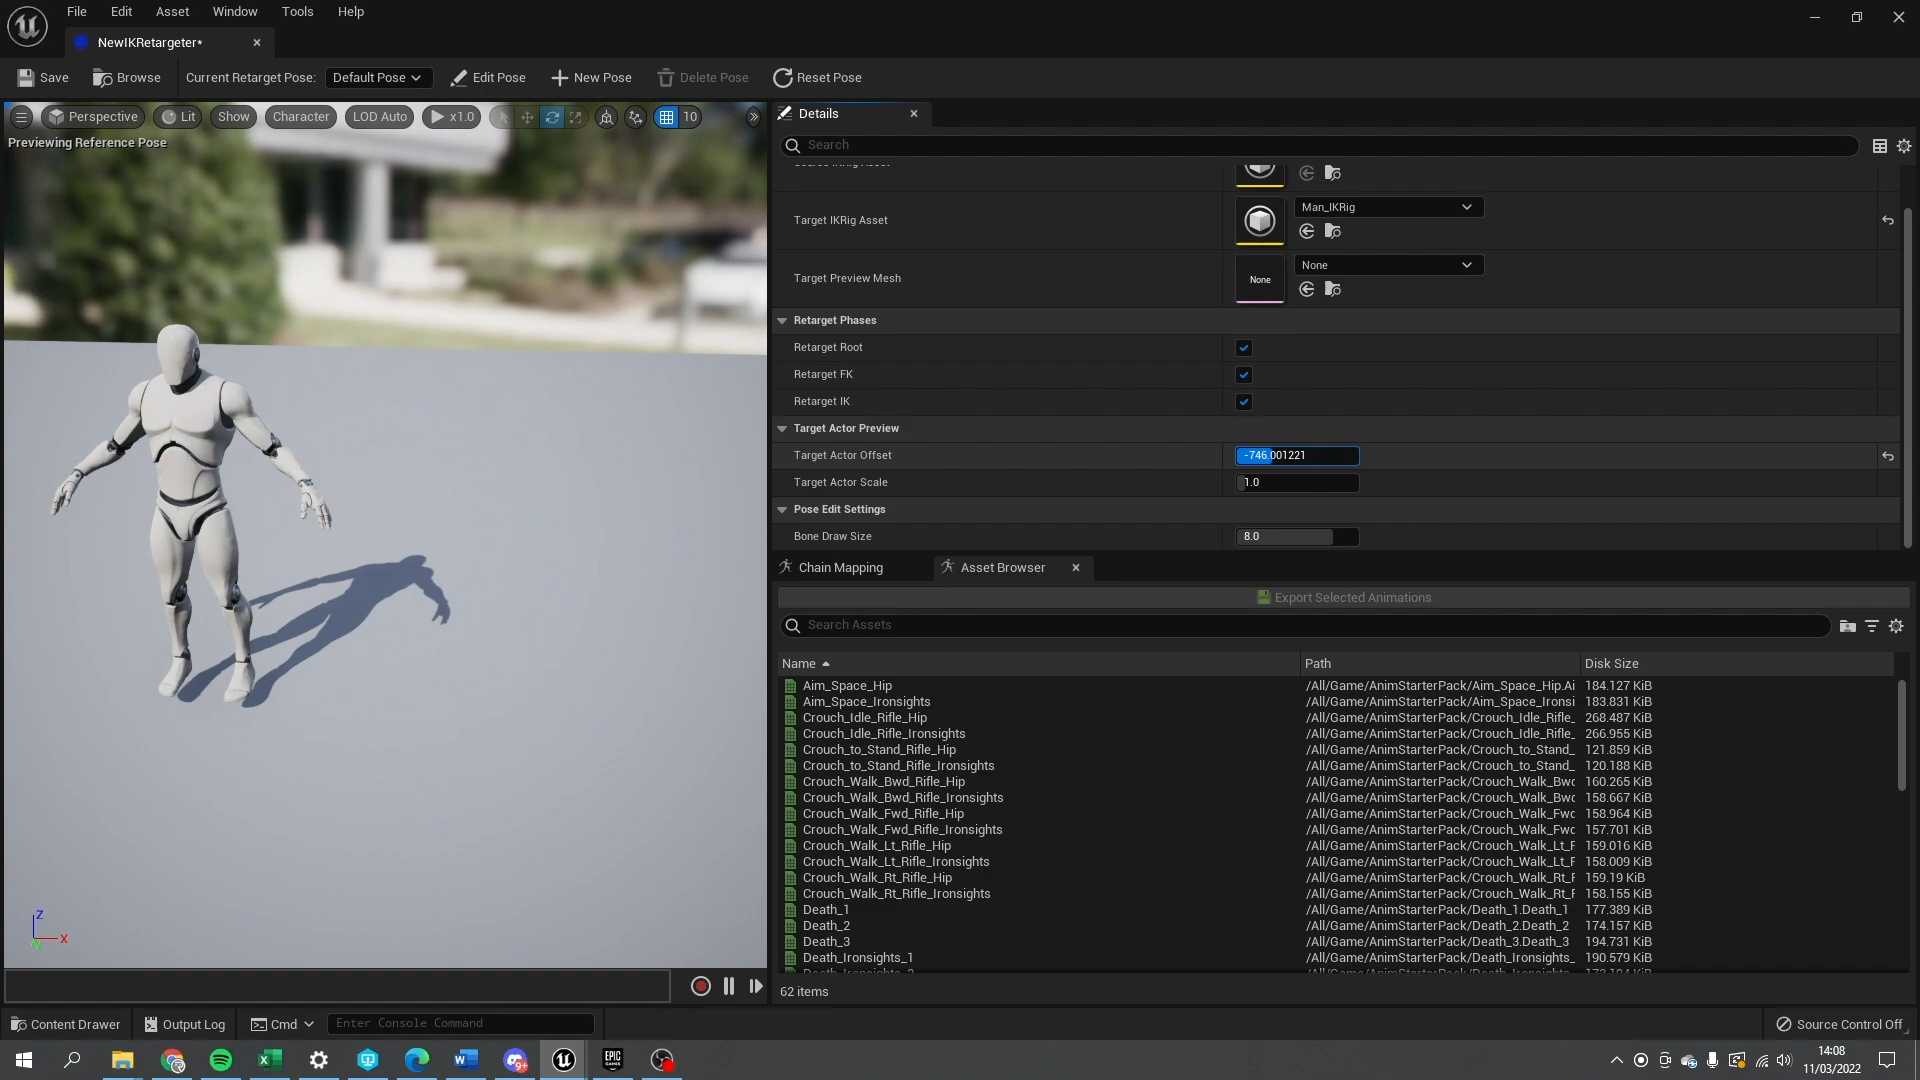 File Edit Asset Window Tools Help
NewIKRetargeter*
Save Browse Current Retarget Pose: Default Pose Edit Pose New Pose Delete Pose Reset Pose
Perspective Lit Show Character LOD Auto x1.0 10
Previewing Reference Pose
Details
Search
Target IKRig Asset
Man_IKRig
Target Preview Mesh
None
None
Retarget Phases
Retarget Root
Retarget FK
Retarget IK
Target Actor Preview
Target Actor Offset -746.001221
Target Actor Scale 1.0
Pose Edit Settings
Bone Draw Size 8.0
Chain Mapping Asset Browser
Export Selected Animations
Search Assets
Name Path Disk Size
Aim_Space_Hip /All/Game/AnimStarterPack/Aim_Space_Hip.Ai 184.127 KiB
Aim_Space_Ironsights /All/Game/AnimStarterPack/Aim_Space_Ironsi 183.831 KiB
Crouch_Idle_Rifle_Hip /All/Game/AnimStarterPack/Crouch_Idle_Rifle_ 268.487 KiB
Crouch_Idle_Rifle_Ironsights /All/Game/AnimStarterPack/Crouch_Idle_Rifle_ 266.955 KiB
Crouch_to_Stand_Rifle_Hip /All/Game/AnimStarterPack/Crouch_to_Stand_ 121.859 KiB
Crouch_to_Stand_Rifle_Ironsights /All/Game/AnimStarterPack/Crouch_to_Stand_ 120.188 KiB
Crouch_Walk_Bwd_Rifle_Hip /All/Game/AnimStarterPack/Crouch_Walk_Bwd 160.265 KiB
Crouch_Walk_Bwd_Rifle_Ironsights /All/Game/AnimStarterPack/Crouch_Walk_Bwd 158.667 KiB
Crouch_Walk_Fwd_Rifle_Hip /All/Game/AnimStarterPack/Crouch_Walk_Fwd 158.964 KiB
Crouch_Walk_Fwd_Rifle_Ironsights /All/Game/AnimStarterPack/Crouch_Walk_Fwd 157.701 KiB
Crouch_Walk_Lt_Rifle_Hip /All/Game/AnimStarterPack/Crouch_Walk_Lt_F 159.016 KiB
Crouch_Walk_Lt_Rifle_Ironsights /All/Game/AnimStarterPack/Crouch_Walk_Lt_F 158.009 KiB
Crouch_Walk_Rt_Rifle_Hip /All/Game/AnimStarterPack/Crouch_Walk_Rt_F 159.19 KiB
Crouch_Walk_Rt_Rifle_Ironsights /All/Game/AnimStarterPack/Crouch_Walk_Rt_F 158.155 KiB
Death_1 /All/Game/AnimStarterPack/Death_1.Death_1 177.389 KiB
Death_2 /All/Game/AnimStarterPack/Death_2.Death_2 174.157 KiB
Death_3 /All/Game/AnimStarterPack/Death_3.Death_3 194.731 KiB
Death_Ironsights_1 /All/Game/AnimStarterPack/Death_Ironsights_ 190.579 KiB
62 items
Z
X
Content Drawer Output Log Cmd Enter Console Command Source Control Off
EPIC GAMES
9+
14:08
11/03/2022